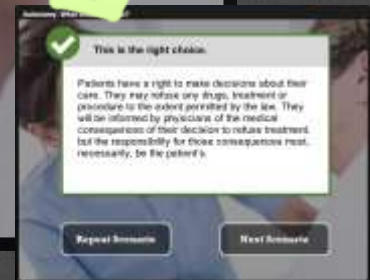 Autonomy: What
This is the right choice.
Patients have a right to make decisions about their
care. They may refuse any drugs, treatment or
procedure to the extent permitted by the law. They
will be informed by physicians of the medical
consequences of their decision to refuse treatment,
but the responsibility for those consequences must,
necessarily, be the patient's.
Repeat Scenario
Next Scenario